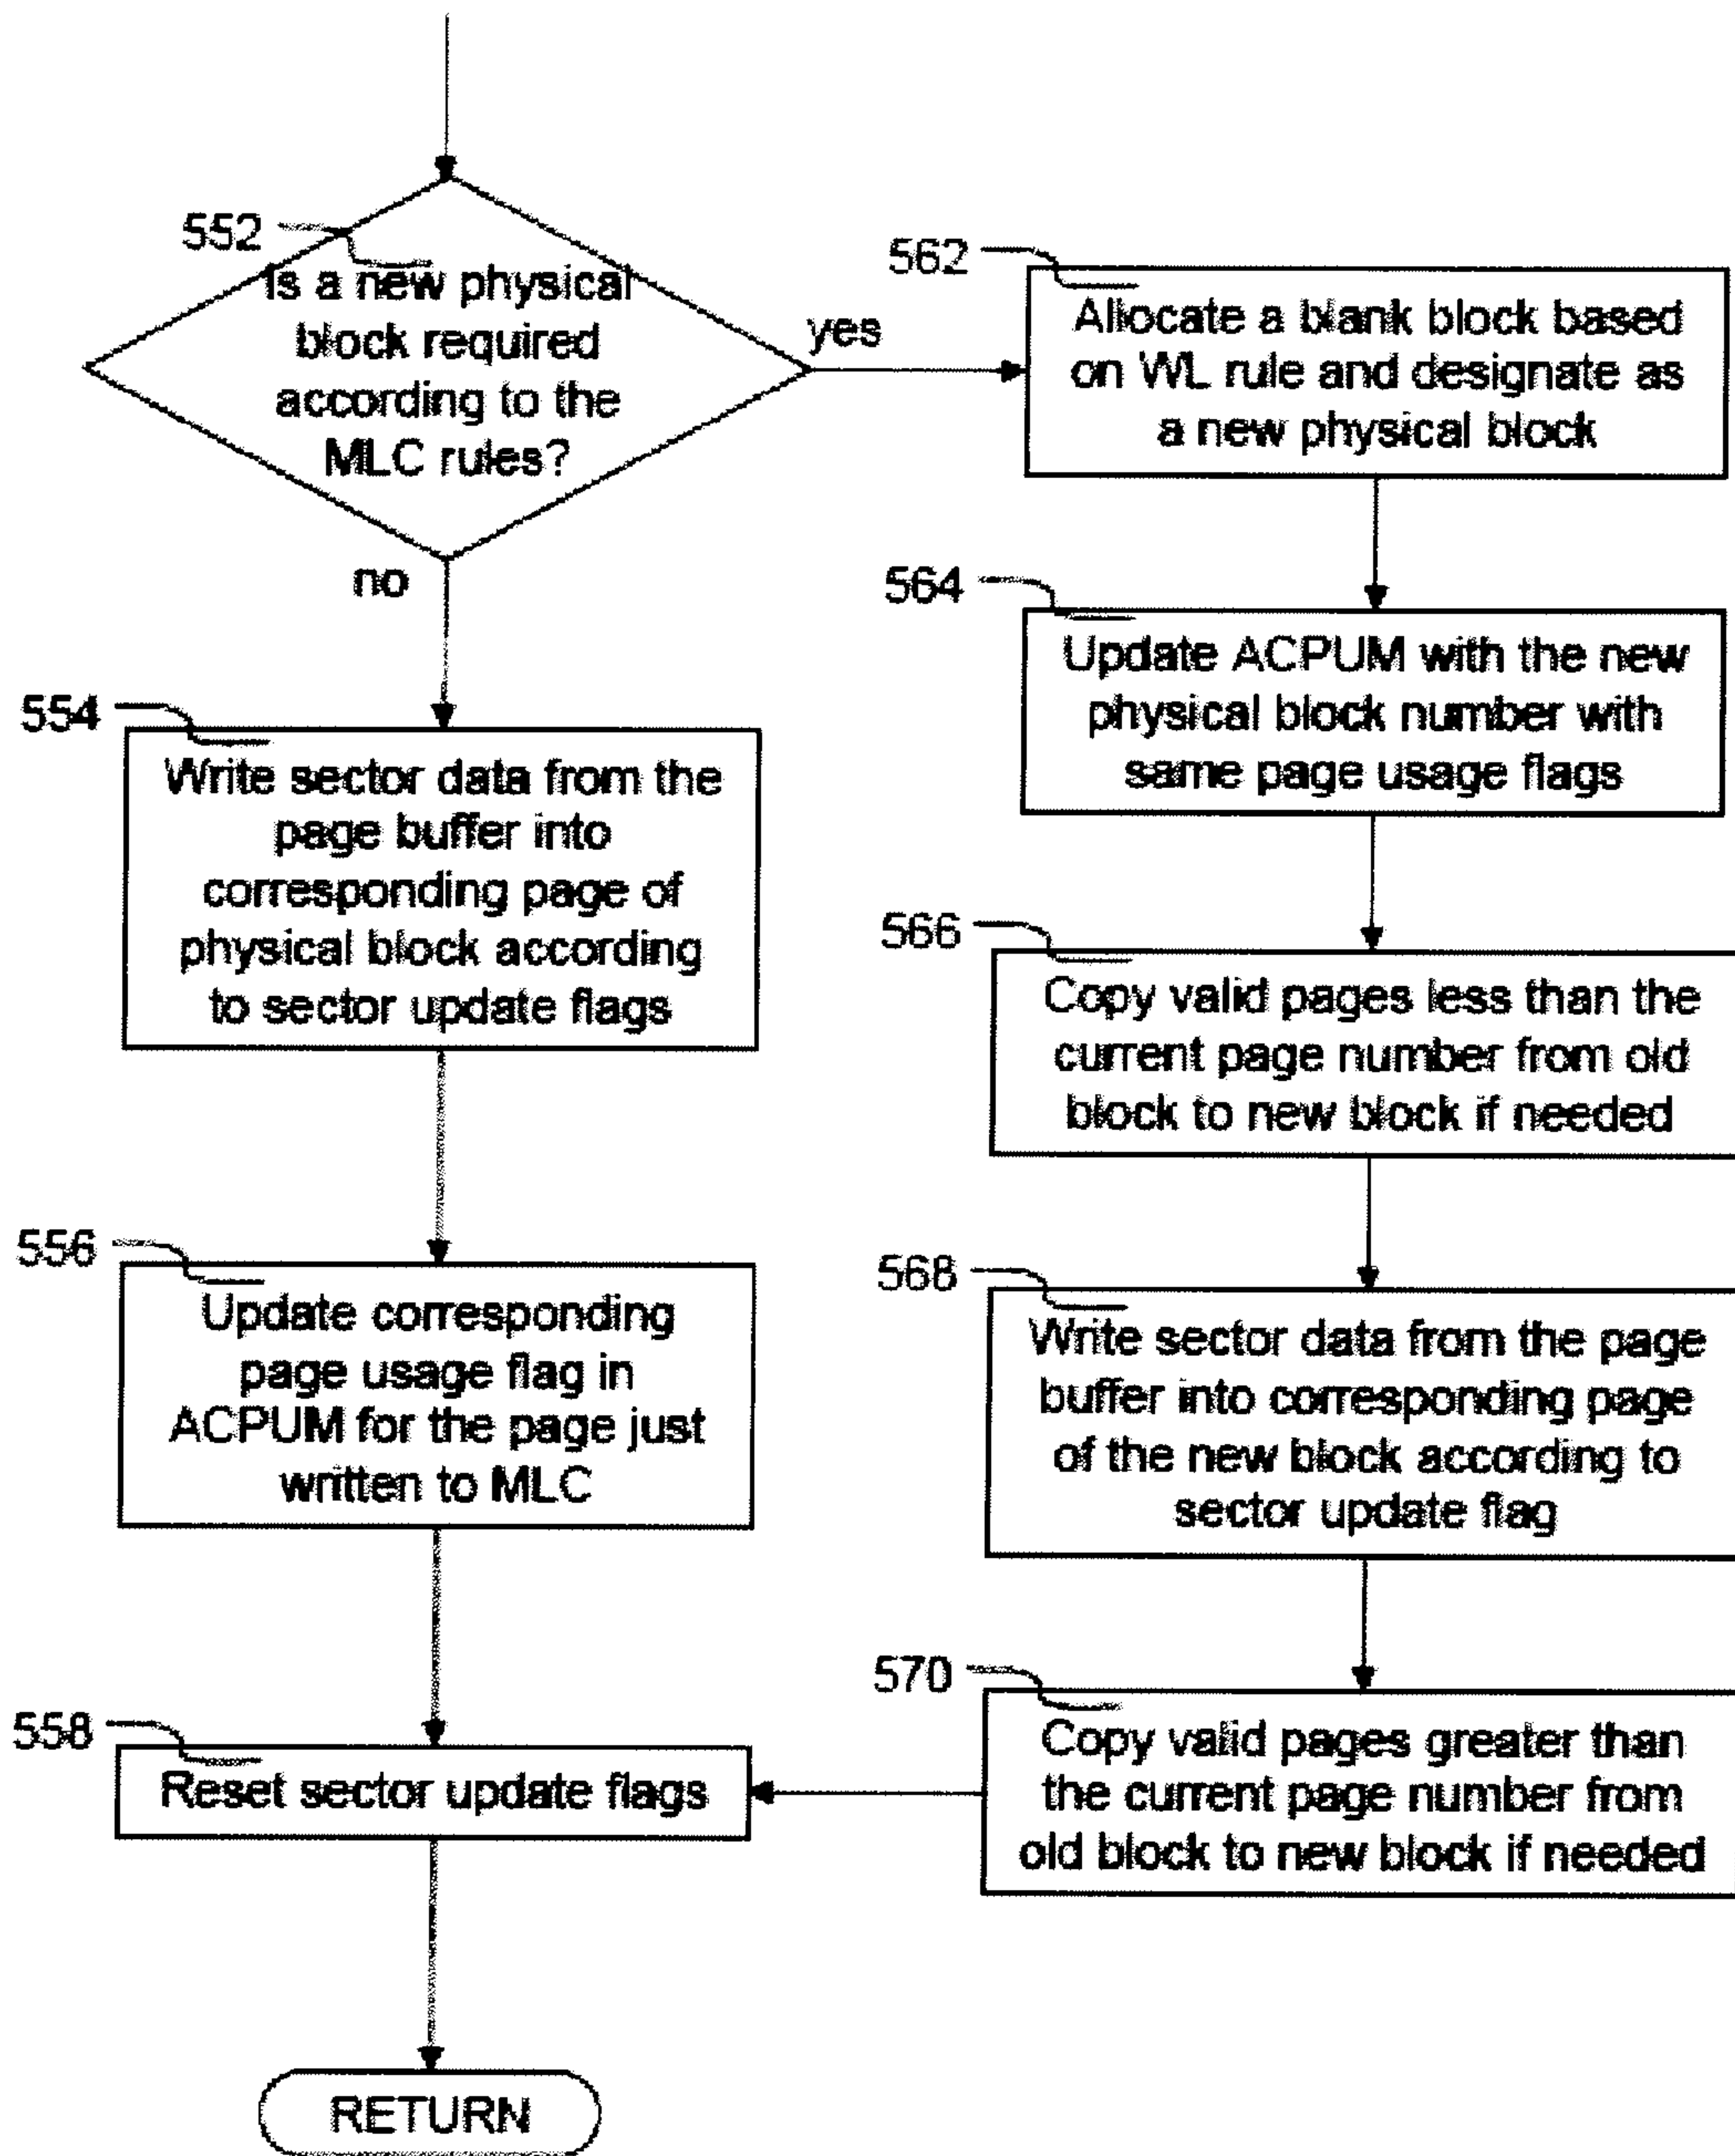 552
Is a new physical
block required
according to the
MLC rules?
yes
no
554
Write sector data from the
page buffer into
corresponding page of
physical block according
to sector update flags
556
Update corresponding
page usage flag in
ACPUM for the page just
written to MLC
558
Reset sector update flags
RETURN
562
Allocate a blank block based
on WL rule and designate as
a new physical block
564
Update ACPUM with the new
physical block number with
same page usage flags
566
Copy valid pages less than the
current page number from old
block to new block if needed
568
Write sector data from the page
buffer into corresponding page
of the new block according to
sector update flag
570
Copy valid pages greater than
the current page number from
old block to new block if needed